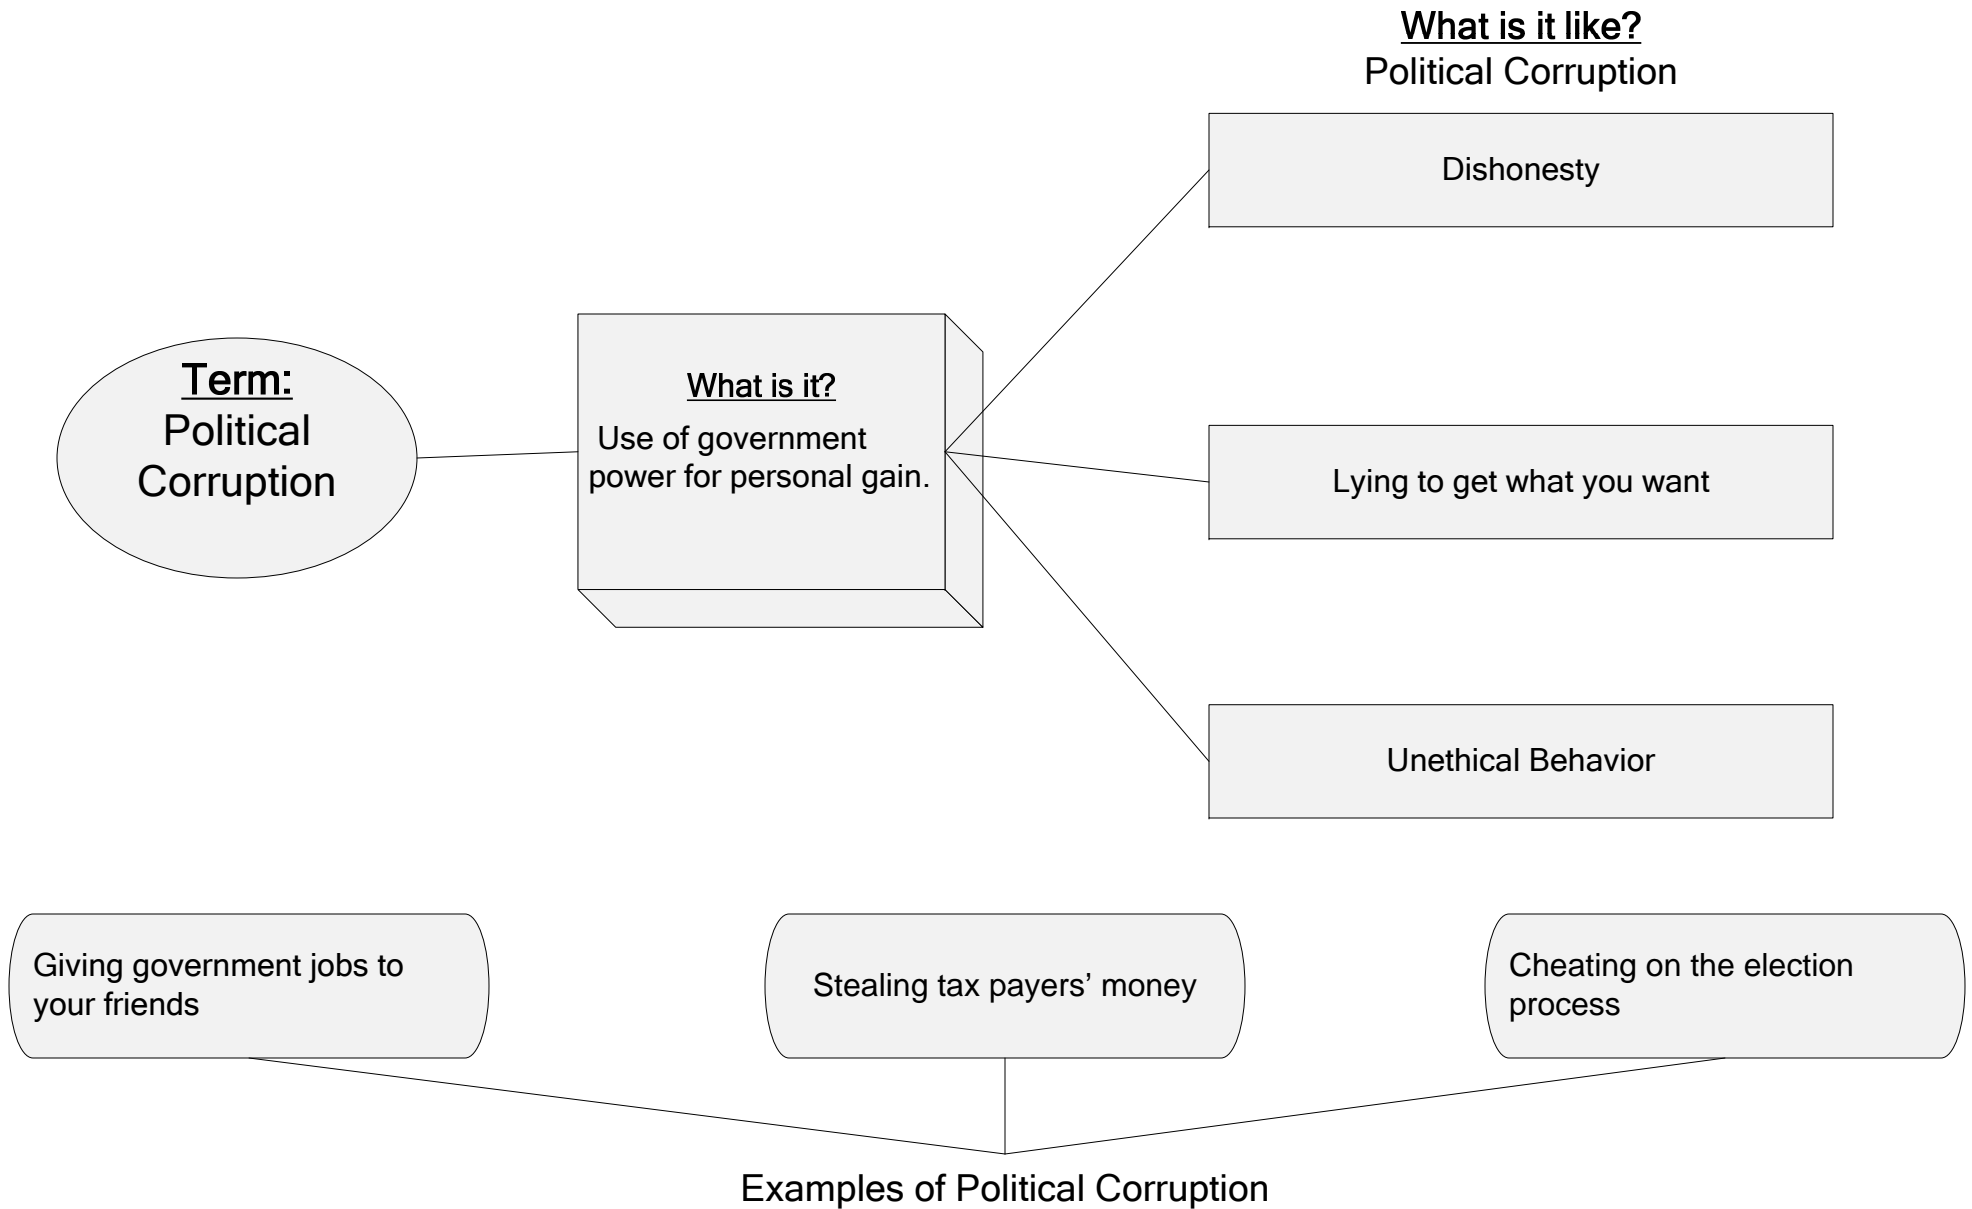 What is it like?
Political Corruption
Dishonesty
Term:
Political
Corruption
What is it?
Use of government
power for personal gain.
Lying to get what you want
Unethical Behavior
Giving government jobs to
your friends
Stealing tax payers’ money
Cheating on the election
process
Examples of Political Corruption